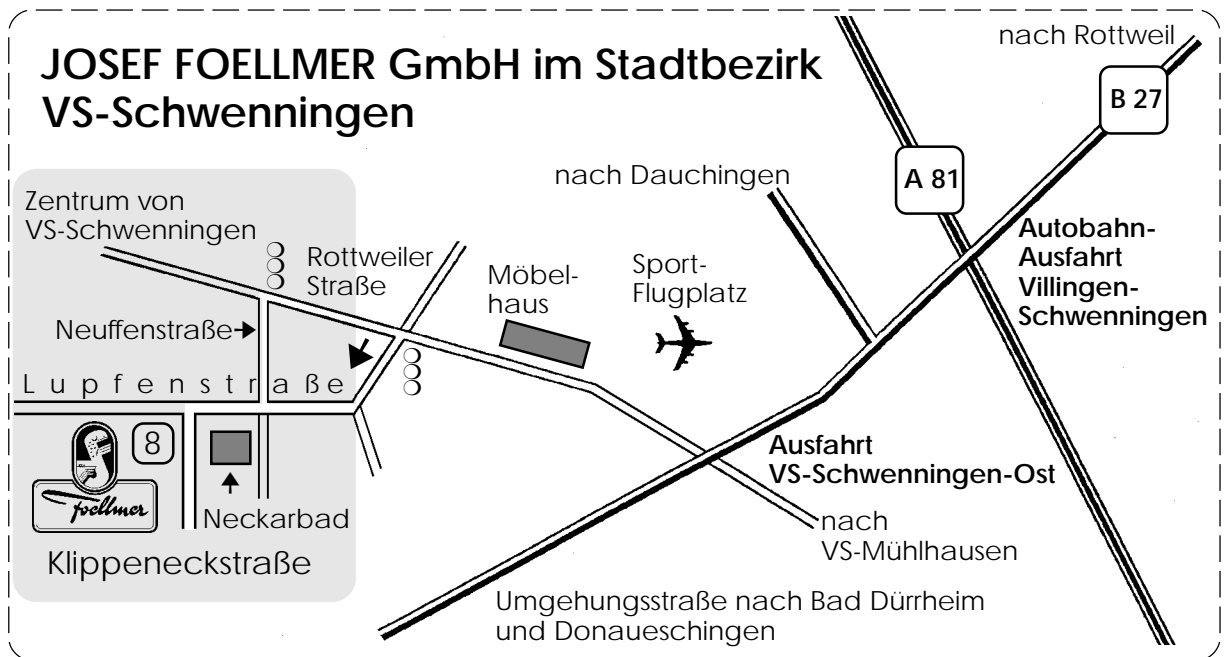 JOSEF FOELLMER GmbH im Stadtbezirk
VS-Schwenningen
nach Rottweil
B 27
A 81
nach Dauchingen
Zentrum von
VS-Schwenningen
Rottweiler
Straße
Möbel-
haus
Sport-
Flugplatz
Autobahn-
Ausfahrt
Villingen-
Schwenningen
Neuffenstraße
Lupfenstraße
8
foellmer
Neckarbad
Klippeneckstraße
Ausfahrt
VS-Schwenningen-Ost
nach
VS-Mühlhausen
Umgehungsstraße nach Bad Dürrheim
und Donaueschingen